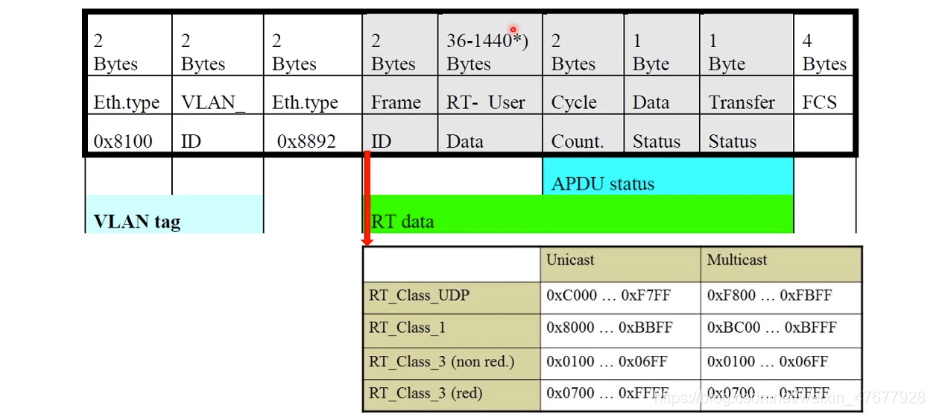 2 2 2 2 36-1440*) 2 1 1 4
Bytes Bytes Bytes Bytes Bytes Bytes Byte Byte Bytes
Eth.type VLAN_ Eth.type Frame RT- User Cycle Data Transfer FCS
0x8100 ID 0x8892 ID Data Count. Status Status
APDU status
VLAN tag RT data
Unicast Multicast
RT_Class_UDP 0xC000 … 0xF7FF 0xF800 … 0xFBFF
RT_Class_1 0x8000 … 0xBBFF 0xBC00 … 0xBFFF
RT_Class_3 (non red.) 0x0100 … 0x06FF 0x0100 … 0x06FF
RT_Class_3 (red) 0x0700 … 0xFFFF 0x0700 … 0xFFFF